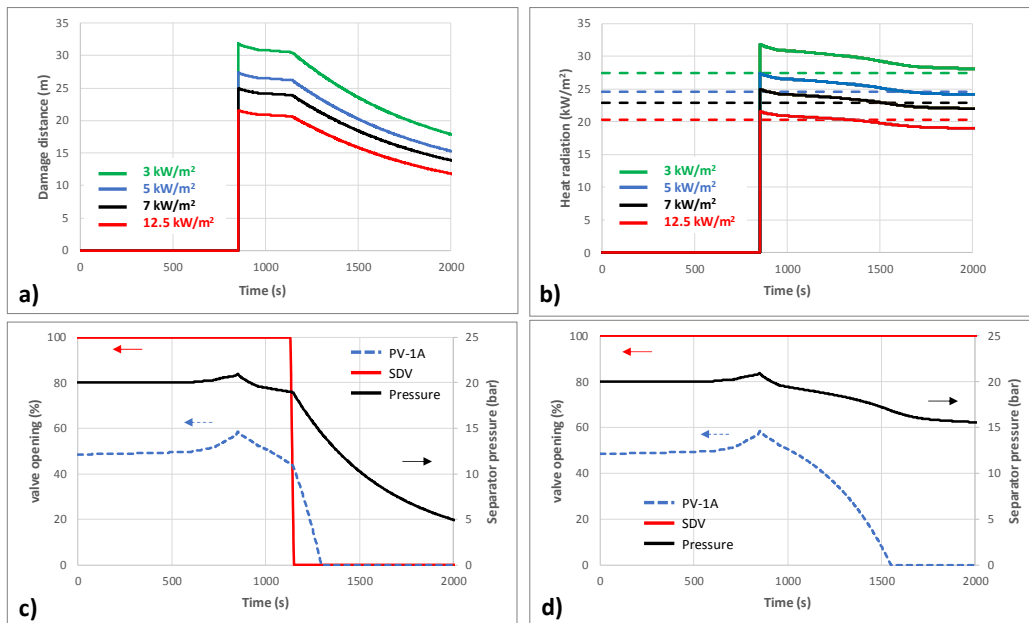 35
30
25
20
15
10
5
0
Damage distance (m)
3 kW/m²
5 kW/m²
7 kW/m²
12.5 kW/m²
0 500 1000 1500 2000
Time (s)
a)
35
30
25
20
15
10
5
0
Heat radiation (kW/m²)
3 kW/m²
5 kW/m²
7 kW/m²
12.5 kW/m²
0 500 1000 1500 2000
Time (s)
b)
100
80
60
40
20
0
valve opening (%)
PV-1A
SDV
Pressure
25
20
15
10
5
0
Separator pressure (bar)
0 500 1000 1500 2000
Time (s)
c)
100
80
60
40
20
0
valve opening (%)
PV-1A
SDV
Pressure
25
20
15
10
5
0
Separator pressure (bar)
0 500 1000 1500 2000
Time (s)
d)